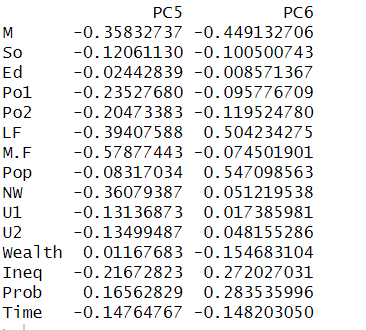 PC5 PC6
M -0.35832737 -0.449132706
So -0.12061130 -0.100500743
Ed -0.02442839 -0.008571367
Po1 -0.23527680 -0.095776709
Po2 -0.20473383 -0.119524780
LF -0.39407588 0.504234275
M.F -0.57877443 -0.074501901
Pop -0.08317034 0.547098563
NW -0.36079387 0.051219538
U1 -0.13136873 0.017385981
U2 -0.13499487 0.048155286
Wealth 0.01167683 -0.154683104
Ineq -0.21672823 0.272027031
Prob 0.16562829 0.283535996
Time -0.14764767 -0.148203050